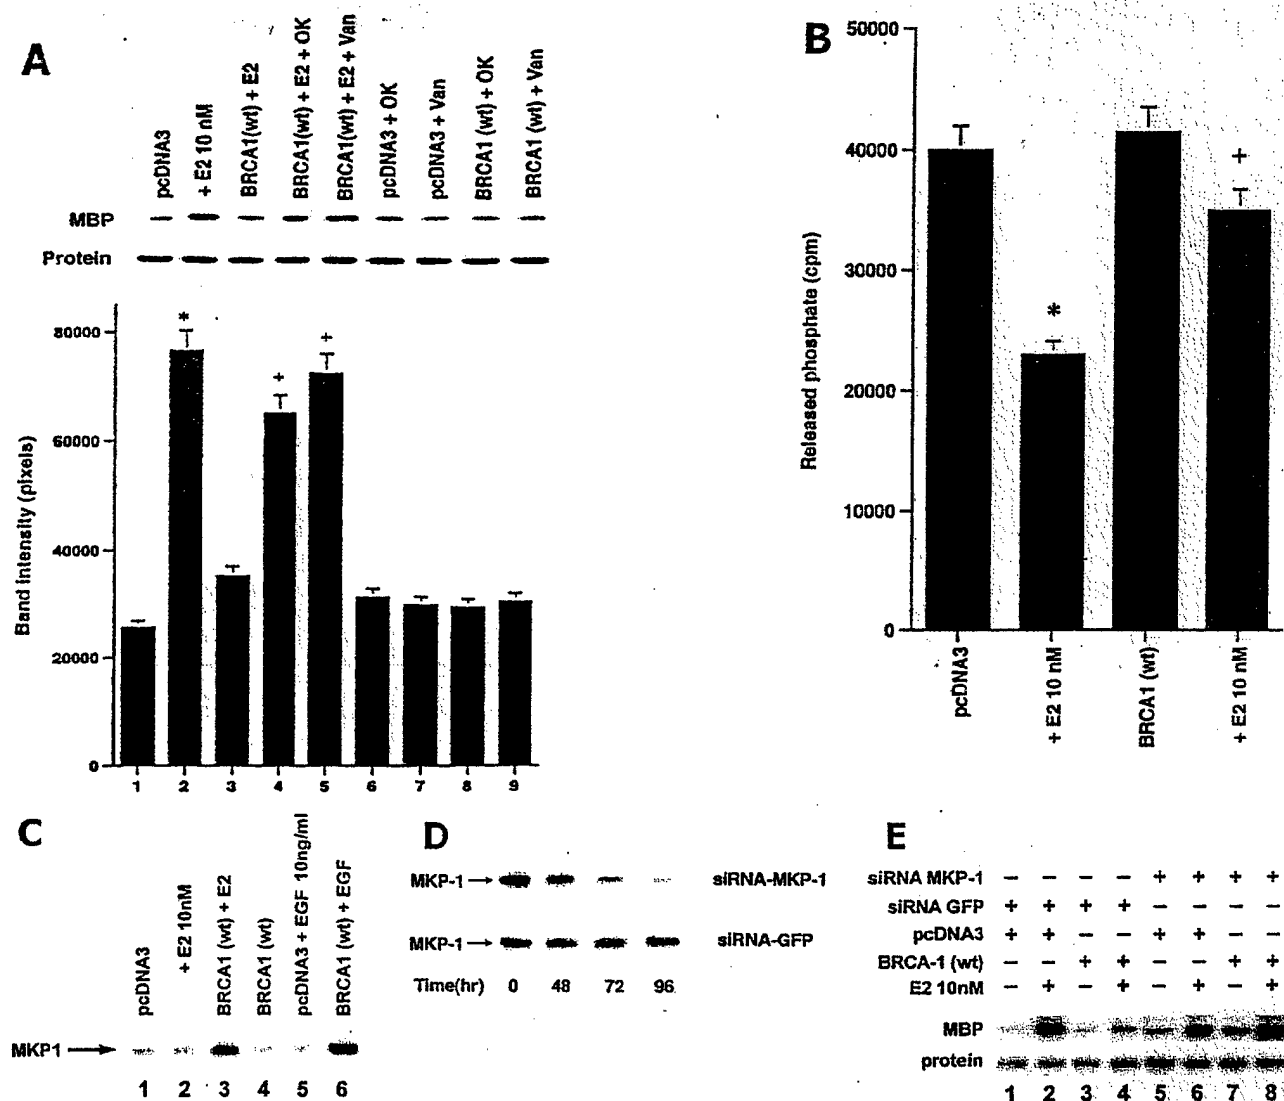 A
pcDNA3
+ E2 10 nM
BRCA1(wt) + E2
BRCA1(wt) + E2 + OK
BRCA1(wt) + E2 + Van
pcDNA3 + OK
pcDNA3 + Van
BRCA1 (wt) + OK
BRCA1 (wt) + Van
MBP
Protein
Band intensity (pixels)
80000
60000
40000
20000
0
* + +
1 2 3 4 5 6 7 8 9
B
Released phosphate (cpm)
50000
40000
30000
20000
10000
0
* +
pcDNA3
+ E2 10 nM
BRCA1 (wt)
+ E2 10 nM
C
pcDNA3
+ E2 10nM
BRCA1 (wt) + E2
BRCA1 (wt)
pcDNA3 + EGF 10ng/ml
BRCA1 (wt) + EGF
MKP1
1 2 3 4 5 6
D
MKP-1 siRNA-MKP-1
MKP-1 siRNA-GFP
Time(hr) 0 48 72 96
E
siRNA MKP-1 – – – – + + + +
siRNA GFP + + + + – – – –
pcDNA3 + + – – + + – –
BRCA-1 (wt) – – + + – – + +
E2 10nM – + – + – + – +
MBP
protein
1 2 3 4 5 6 7 8